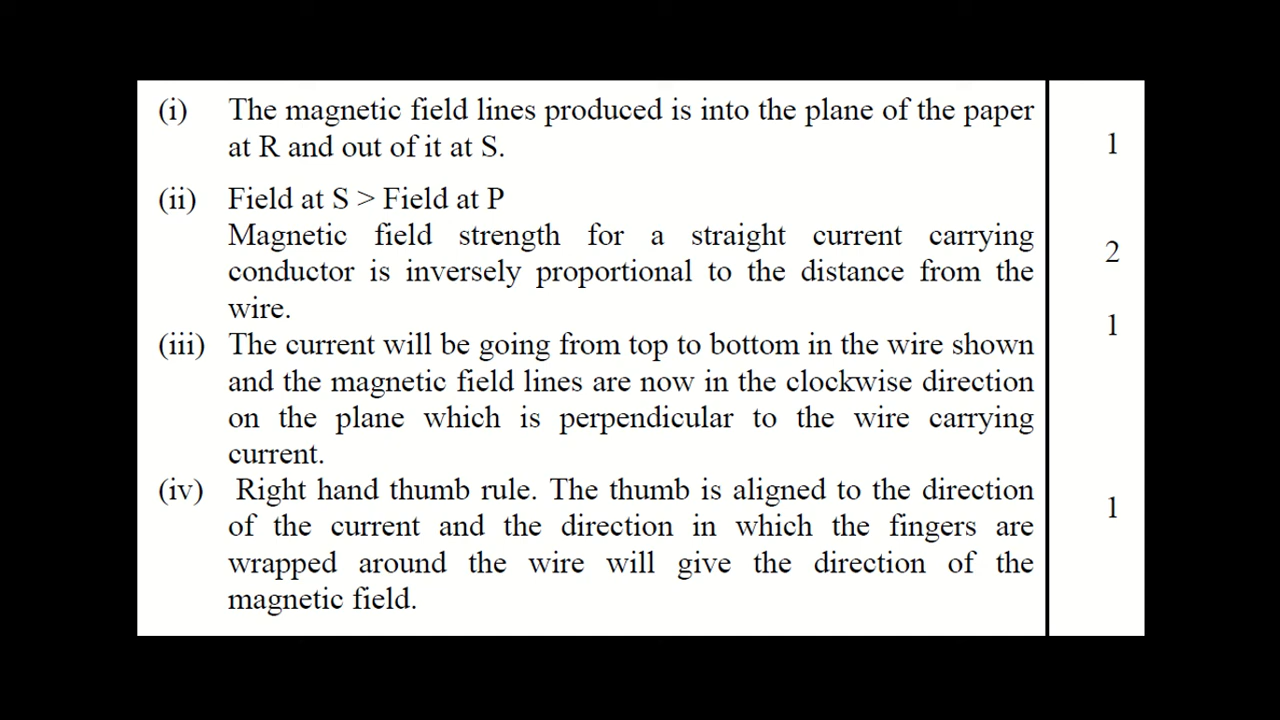 (i) The magnetic field lines produced is into the plane of the paper
at R and out of it at S. 1
(ii) Field at S > Field at P
Magnetic field strength for a straight current carrying 2
conductor is inversely proportional to the distance from the
wire. 1
(iii) The current will be going from top to bottom in the wire shown
and the magnetic field lines are now in the clockwise direction
on the plane which is perpendicular to the wire carrying
current.
(iv) Right hand thumb rule. The thumb is aligned to the direction 1
of the current and the direction in which the fingers are
wrapped around the wire will give the direction of the
magnetic field.